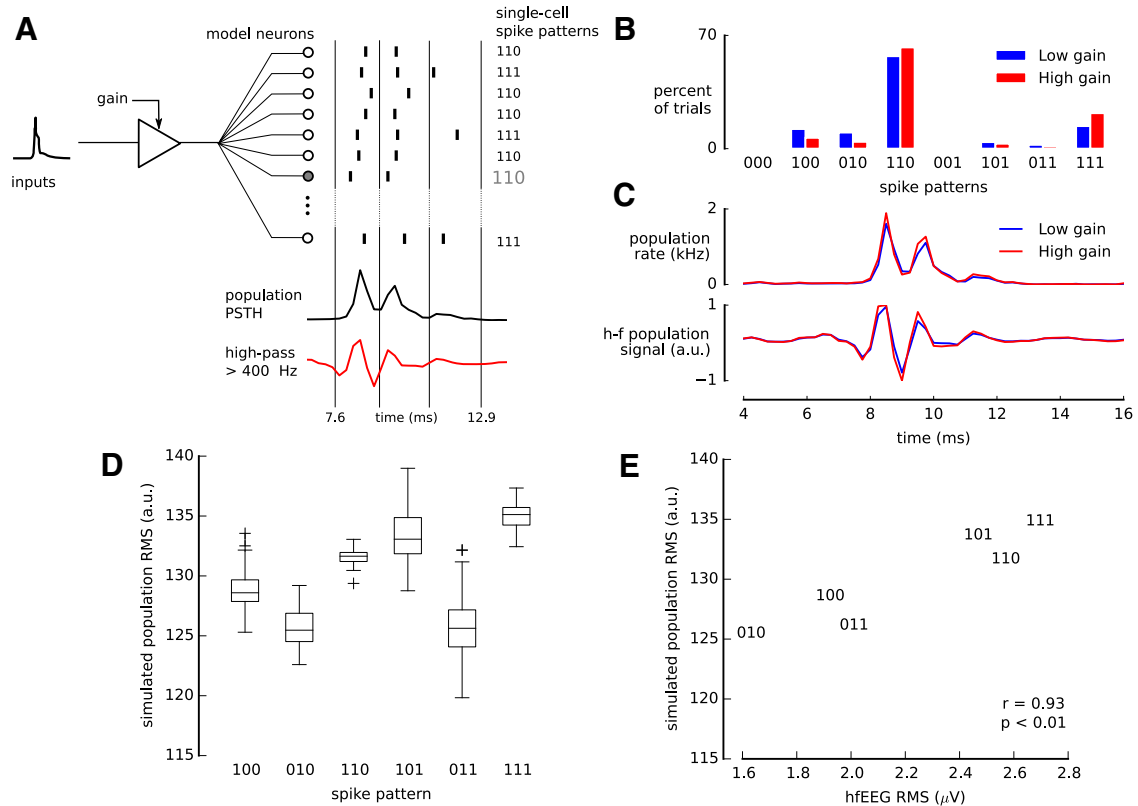 A
model neurons
single-cell
spike patterns
gain
inputs
110
111
110
110
111
110
110
111
population
PSTH
high-pass
> 400 Hz
7.6
time (ms)
12.9
B
70
percent
of trials
0
Low gain
High gain
000 100 010 110 001 101 011 111
spike patterns
C
2
population
rate (kHz)
0
Low gain
High gain
1
h-f population
signal (a.u.)
−1
4 6 8 10 12 14 16
time (ms)
D
simulated population RMS (a.u.)
140
135
130
125
120
115
100 010 110 101 011 111
spike pattern
E
simulated population RMS (a.u.)
140
135
130
125
120
115
111
101
110
100
011
010
r = 0.93
p < 0.01
1.6 1.8 2.0 2.2 2.4 2.6 2.8
hfEEG RMS (μV)